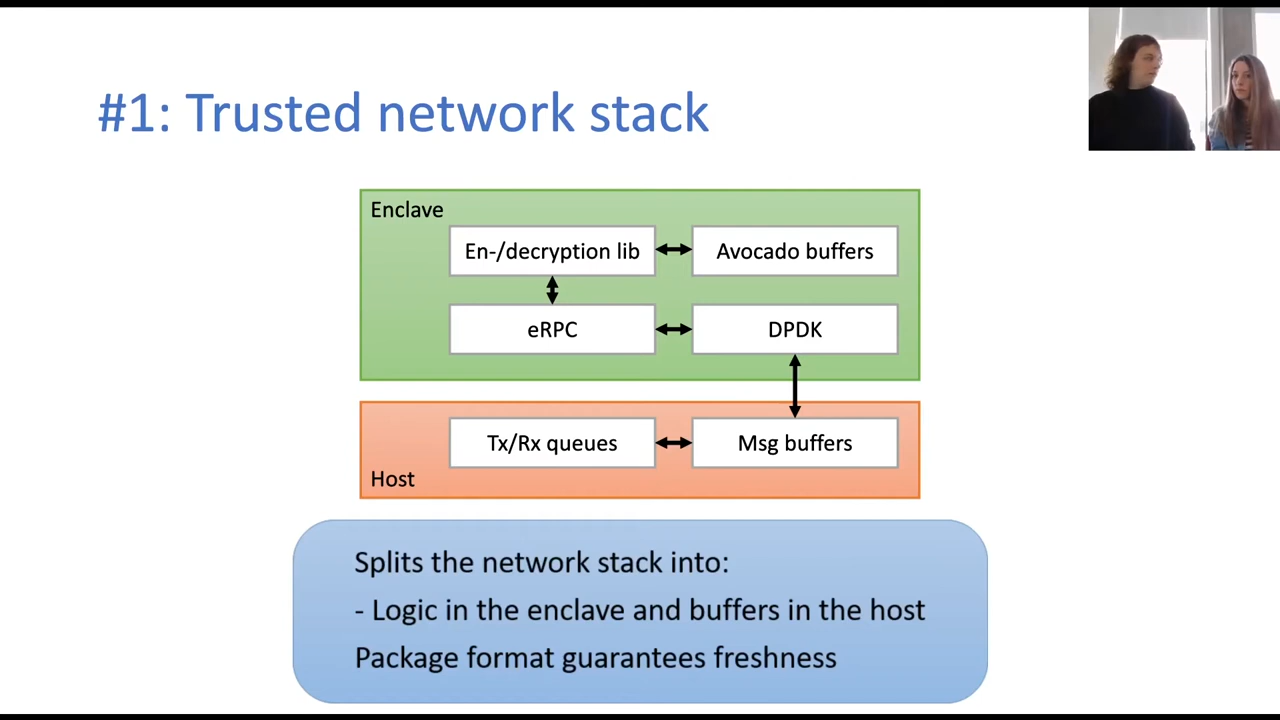 #1: Trusted network stack
Enclave
En-/decryption lib
Avocado buffers
eRPC
DPDK
Tx/Rx queues
Msg buffers
Host
Splits the network stack into:
- Logic in the enclave and buffers in the host
Package format guarantees freshness